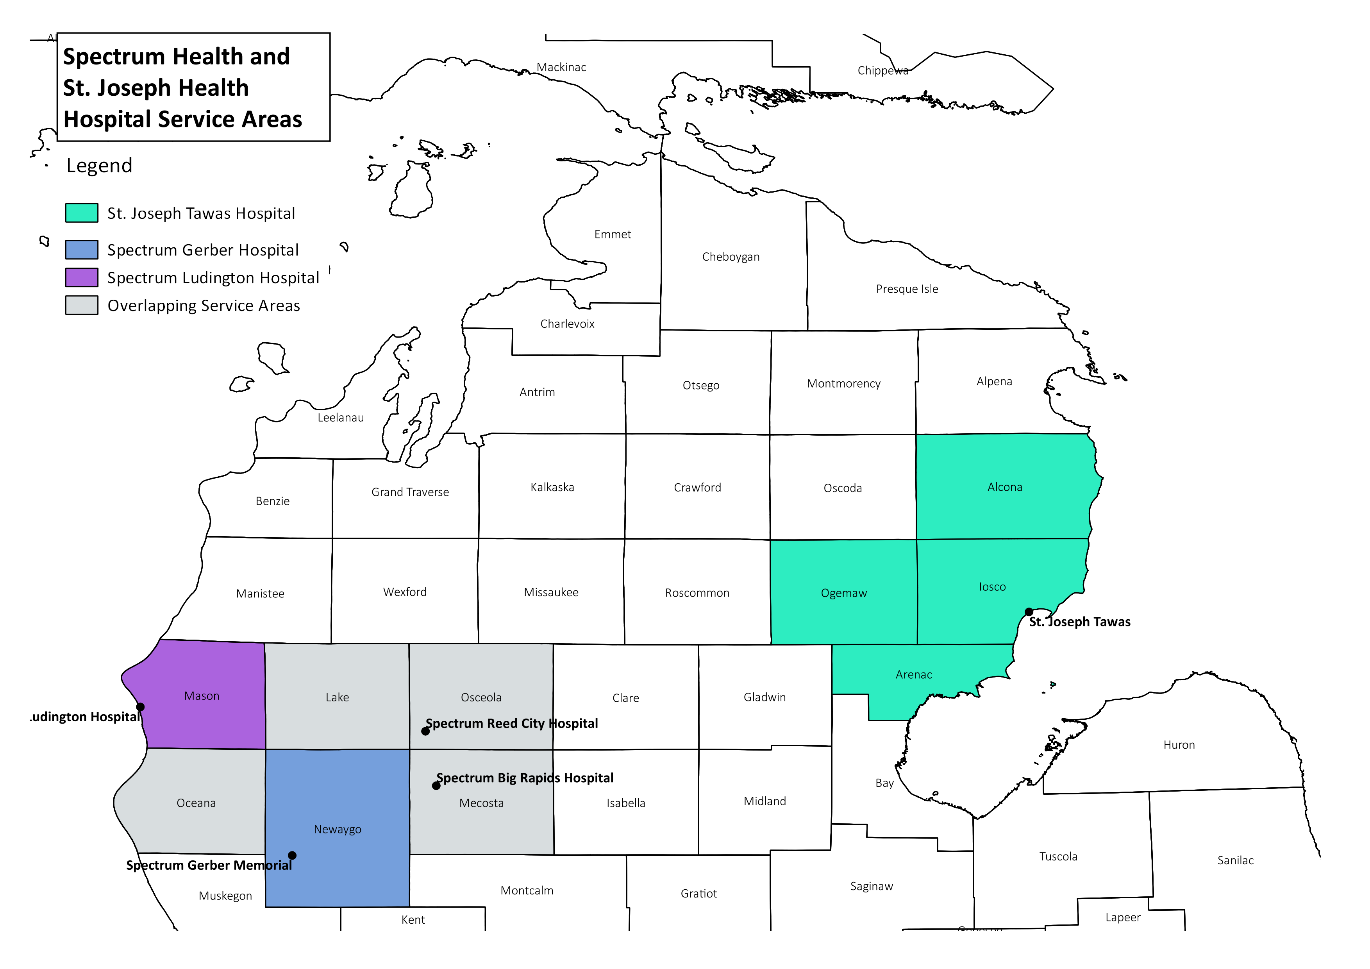 Spectrum Health and
St. Joseph Health
Hospital Service Areas
Legend
St. Joseph Tawas Hospital
Spectrum Gerber Hospital
Spectrum Ludington Hospital
Overlapping Service Areas
Mackinac
Chippewa
Emmet
Cheboygan
Presque Isle
Charlevoix
Antrim
Otsego
Montmorency
Alpena
Leelanau
Benzie
Grand Traverse
Kalkaska
Crawford
Oscoda
Alcona
Manistee
Wexford
Missaukee
Roscommon
Ogemaw
Iosco
St. Joseph Tawas
Mason
Lake
Osceola
Clare
Gladwin
Arenac
Ludington Hospital
Spectrum Reed City Hospital
Huron
Spectrum Big Rapids Hospital
Oceana
Newaygo
Mecosta
Isabella
Midland
Bay
Spectrum Gerber Memorial
Muskegon
Montcalm
Gratiot
Saginaw
Tuscola
Sanilac
Kent
Lapeer